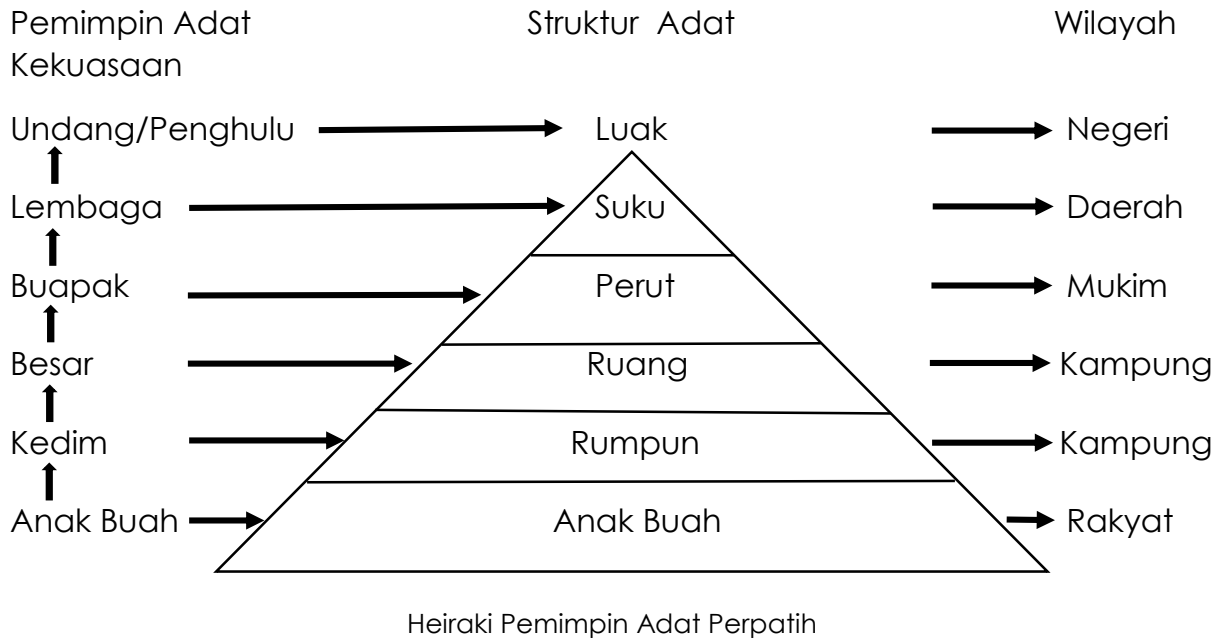 Pemimpin Adat Struktur Adat Wilayah
Kekuasaan
Undang/Penghulu Luak Negeri
Lembaga Suku Daerah
Buapak Perut Mukim
Besar Ruang Kampung
Kedim Rumpun Kampung
Anak Buah Anak Buah Rakyat
Heiraki Pemimpin Adat Perpatih